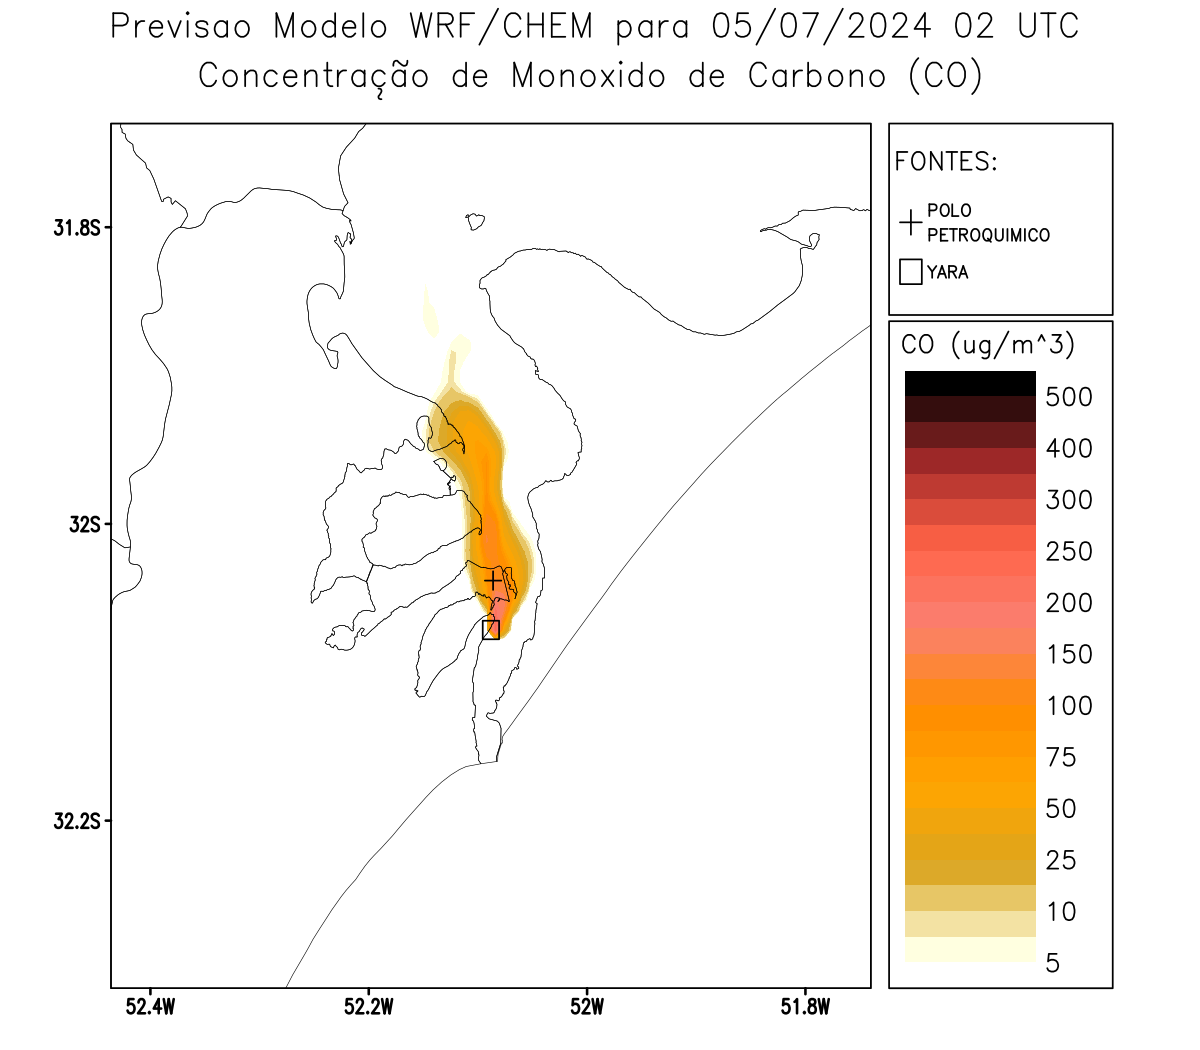 Previsao Modelo WRF/CHEM para 05/07/2024 02 UTC
Concentração de Monoxido de Carbono (CO)
FONTES:
POLO
PETROQUIMICO
YARA
CO (ug/m^3)
500
400
300
250
200
150
100
75
50
25
10
5
31.8S
32S
32.2S
52.4W
52.2W
52W
51.8W